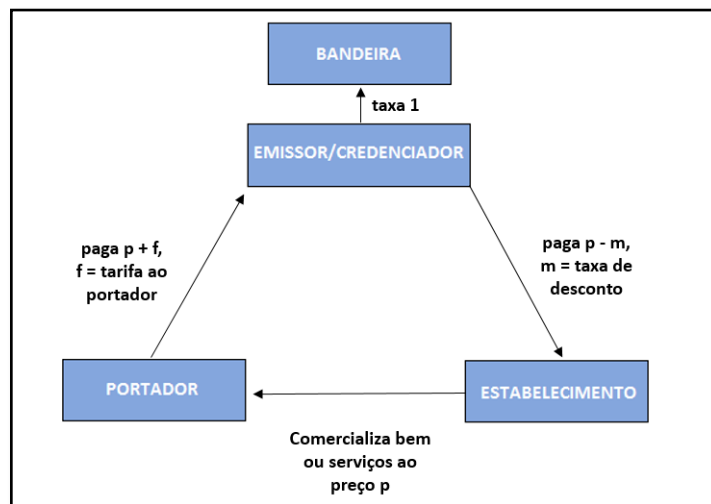 BANDEIRA
taxa 1
EMISSOR/CREDENCIADOR
paga p + f,
f = tarifa ao
portador
paga p - m,
m = taxa de
desconto
PORTADOR
ESTABELECIMENTO
Comercializa bem
ou serviços ao
preço p